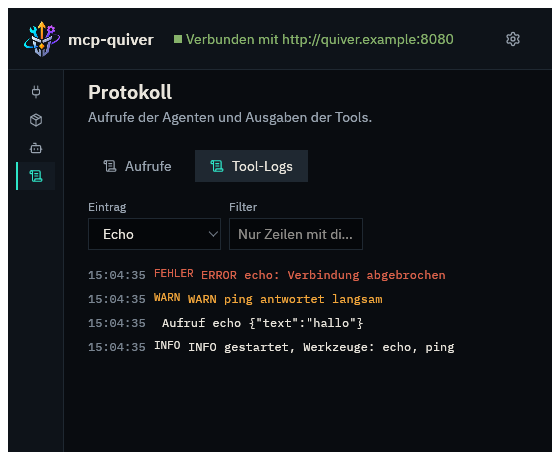 mcp-quiver
Verbunden mit http://quiver.example:8080
Protokoll
Aufrufe der Agenten und Ausgaben der Tools.
Aufrufe Tool-Logs
Eintrag Filter
Echo Nur Zeilen mit di...
15:04:35 FEHLER ERROR echo: Verbindung abgebrochen
15:04:35 WARN WARN ping antwortet langsam
15:04:35 Aufruf echo {"text":"hallo"}
15:04:35 INFO INFO gestartet, Werkzeuge: echo, ping